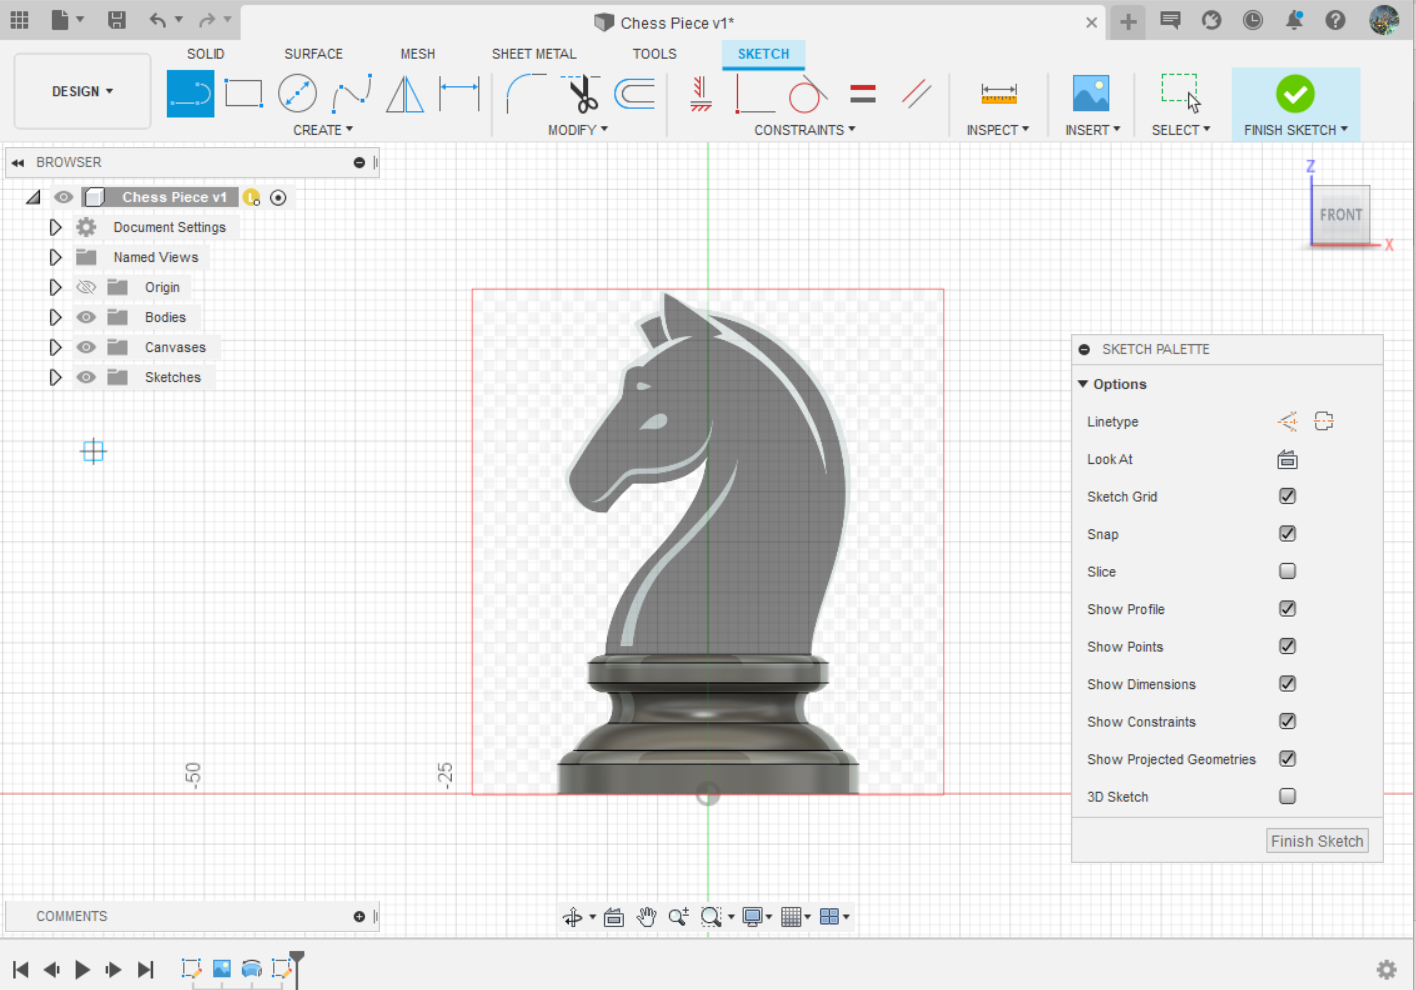 Chess Piece v1*
SOLID SURFACE MESH SHEET METAL TOOLS SKETCH
DESIGN
CREATE MODIFY CONSTRAINTS INSPECT INSERT SELECT FINISH SKETCH
BROWSER
Chess Piece v1
Document Settings
Named Views
Origin
Bodies
Canvases
Sketches
Z
FRONT
X
SKETCH PALETTE
Options
Linetype
Look At
Sketch Grid
Snap
Slice
Show Profile
Show Points
Show Dimensions
Show Constraints
Show Projected Geometries
3D Sketch
Finish Sketch
-50
-25
COMMENTS